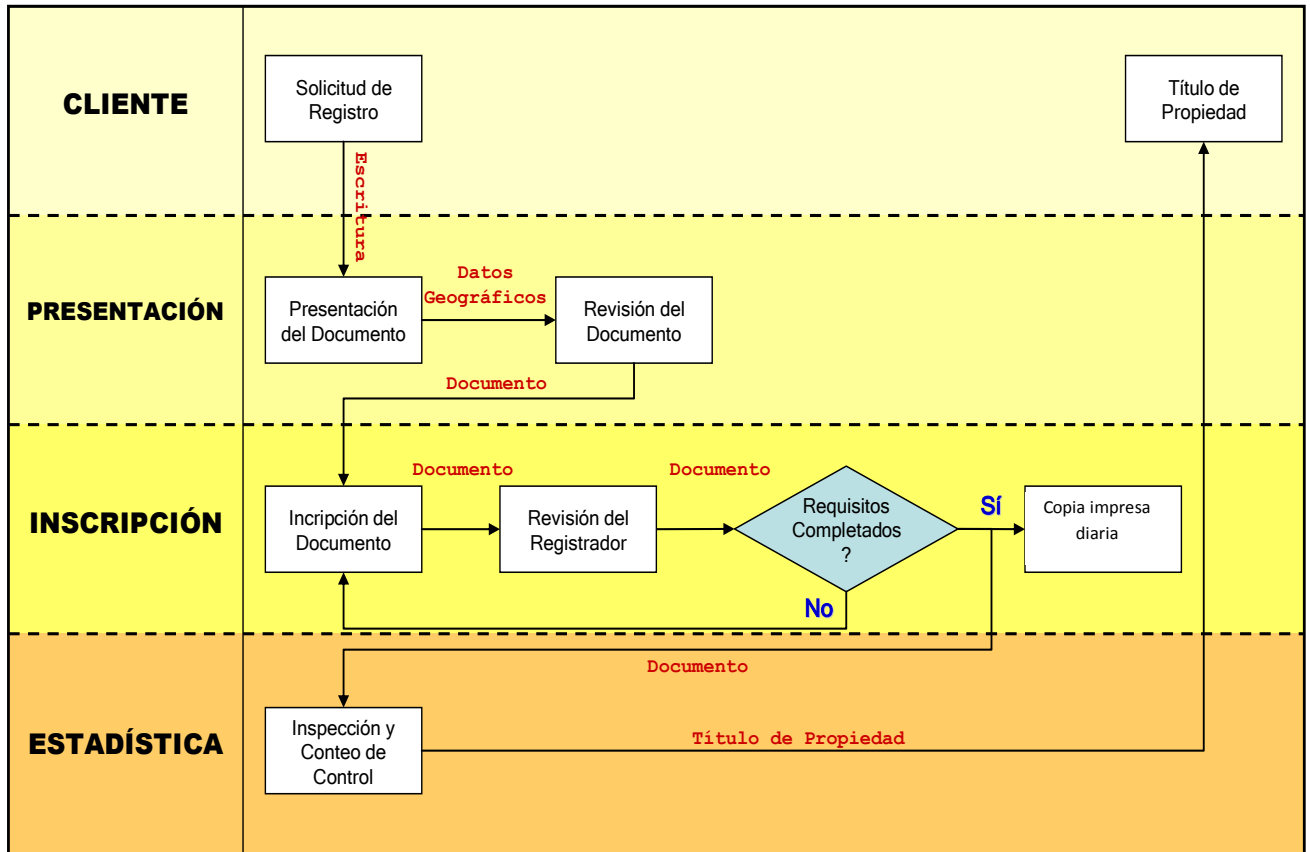 CLIENTE
Solicitud de
Registro
Título de
Propiedad
Escritura
PRESENTACIÓN
Presentación
del Documento
Datos
Geográficos
Revisión del
Documento
Documento
INSCRIPCIÓN
Incripción del
Documento
Documento
Revisión del
Registrador
Documento
Requisitos
Completados
?
Sí
No
Copia impresa
diaria
ESTADÍSTICA
Documento
Inspección y
Conteo de
Control
Título de Propiedad